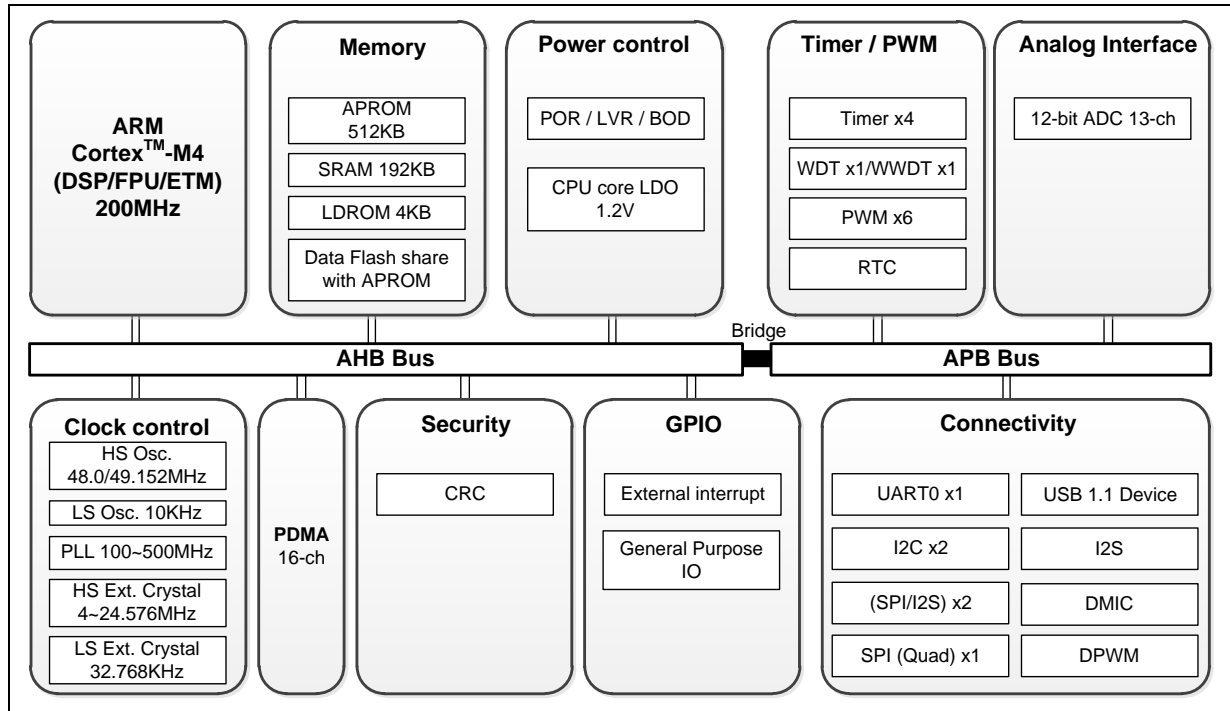 ARM
Cortex™-M4
(DSP/FPU/ETM)
200MHz
Memory
APROM
512KB
SRAM 192KB
LDROM 4KB
Data Flash share
with APROM
Power control
POR / LVR / BOD
CPU core LDO
1.2V
Timer / PWM
Timer x4
WDT x1/WWDT x1
PWM x6
RTC
Analog Interface
12-bit ADC 13-ch
AHB Bus
Bridge
APB Bus
Clock control
HS Osc.
48.0/49.152MHz
LS Osc. 10KHz
PLL 100~500MHz
HS Ext. Crystal
4~24.576MHz
LS Ext. Crystal
32.768KHz
PDMA
16-ch
Security
CRC
GPIO
External interrupt
General Purpose
IO
Connectivity
UART0 x1
USB 1.1 Device
I2C x2
I2S
(SPI/I2S) x2
DMIC
SPI (Quad) x1
DPWM